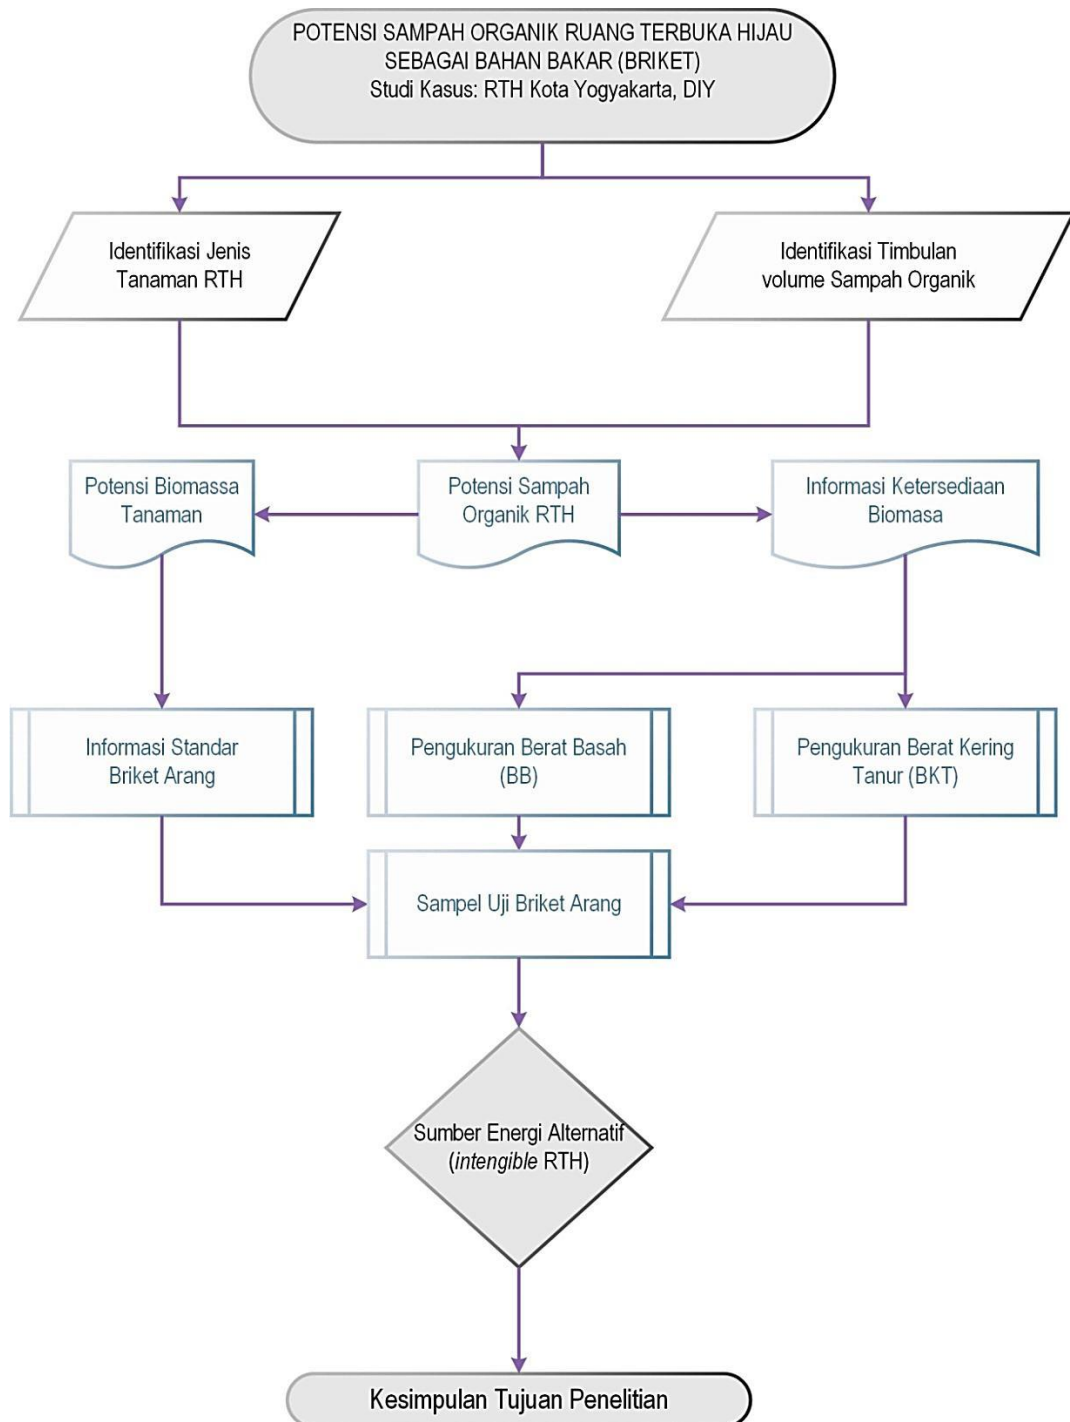 POTENSI SAMPAH ORGANIK RUANG TERBUKA HIJAU
SEBAGAI BAHAN BAKAR (BRIKET)
Studi Kasus: RTH Kota Yogyakarta, DIY
Identifikasi Jenis
Tanaman RTH
Identifikasi Timbulan
volume Sampah Organik
Potensi Biomassa
Tanaman
Potensi Sampah
Organik RTH
Informasi Ketersediaan
Biomasa
Informasi Standar
Briket Arang
Pengukuran Berat Basah
(BB)
Pengukuran Berat Kering
Tanur (BKT)
Sampel Uji Briket Arang
Sumber Energi Alternatif
(intengible RTH)
Kesimpulan Tujuan Penelitian